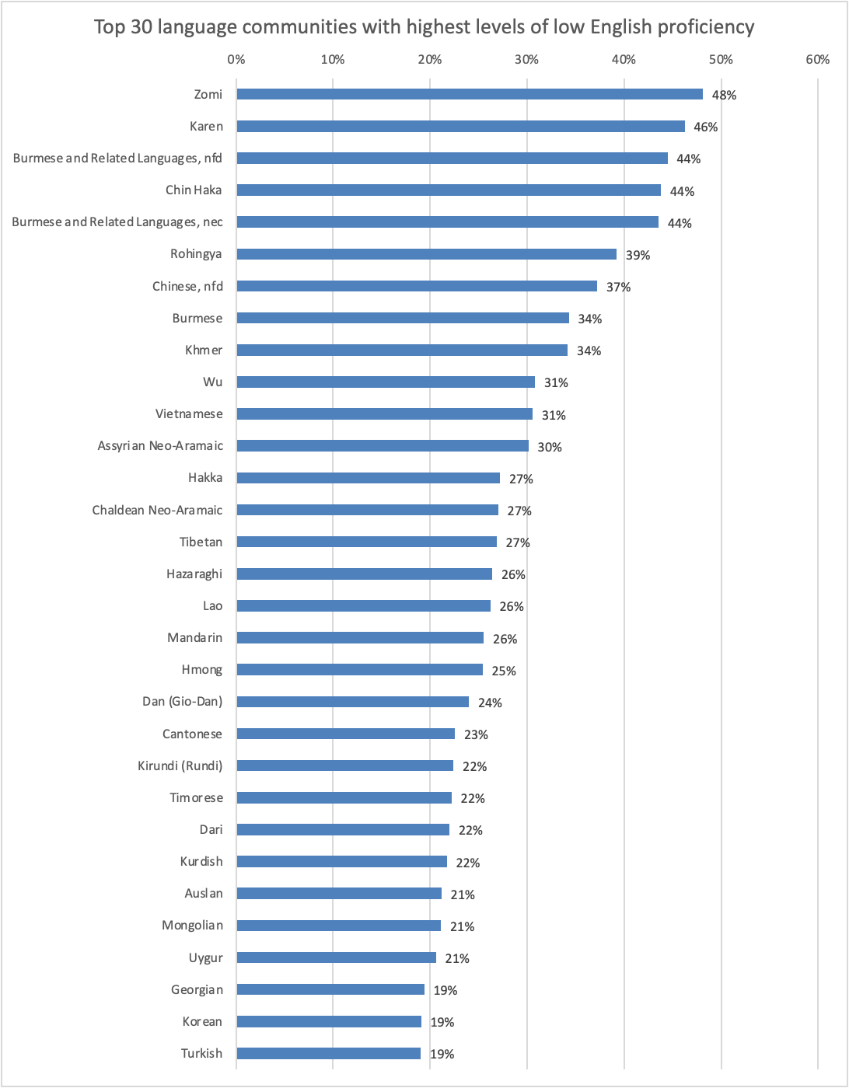 Top 30 language communities with highest levels of low English proficiency
0% 10% 20% 30% 40% 50% 60%
Zomi 48%
Karen 46%
Burmese and Related Languages, nfd 44%
Chin Haka 44%
Burmese and Related Languages, nec 44%
Rohingya 39%
Chinese, nfd 37%
Burmese 34%
Khmer 34%
Wu 31%
Vietnamese 31%
Assyrian Neo-Aramaic 30%
Hakka 27%
Chaldean Neo-Aramaic 27%
Tibetan 27%
Hazaraghi 26%
Lao 26%
Mandarin 26%
Hmong 25%
Dan (Gio-Dan) 24%
Cantonese 23%
Kirundi (Rundi) 22%
Timorese 22%
Dari 22%
Kurdish 22%
Auslan 21%
Mongolian 21%
Uygur 21%
Georgian 19%
Korean 19%
Turkish 19%